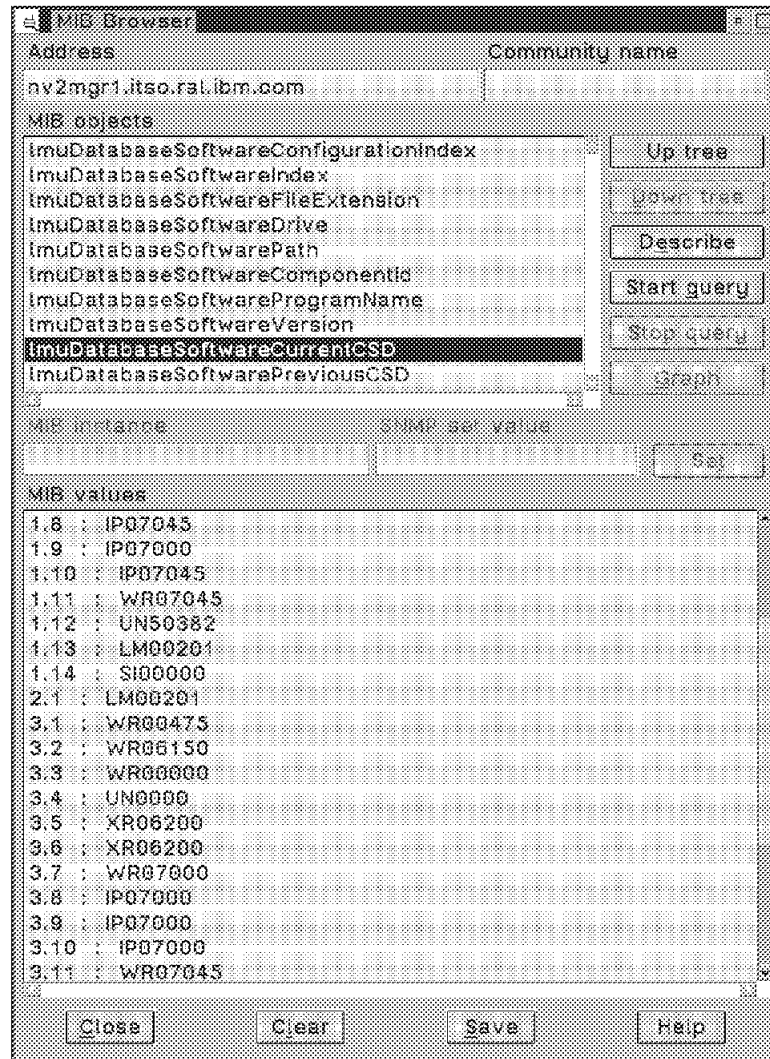 MIB Browser
Address Community name
nv2mgr1.itso.ral.ibm.com
MIB objects
lmuDatabaseSoftwareConfigurationIndex
Up tree
lmuDatabaseSoftwareIndex
lmuDatabaseSoftwareFileExtension
Down tree
lmuDatabaseSoftwareDrive
lmuDatabaseSoftwarePath
Describe
lmuDatabaseSoftwareComponentId
lmuDatabaseSoftwareProgramName
Start query
lmuDatabaseSoftwareVersion
Stop query
lmuDatabaseSoftwareCurrentCSD
lmuDatabaseSoftwarePreviousCSD
Graph
MIB instance SNMP set value
Set
MIB values
1.8 : IP07045
1.9 : IP07000
1.10 : IP07045
1.11 : WR07045
1.12 : UN50382
1.13 : LM00201
1.14 : SI00000
2.1 : LM00201
3.1 : WR00475
3.2 : WR06150
3.3 : WR00000
3.4 : UN0000
3.5 : XR06200
3.6 : XR06200
3.7 : WR07000
3.8 : IP07000
3.9 : IP07000
3.10 : IP07000
3.11 : WR07045
Close Clear Save Help